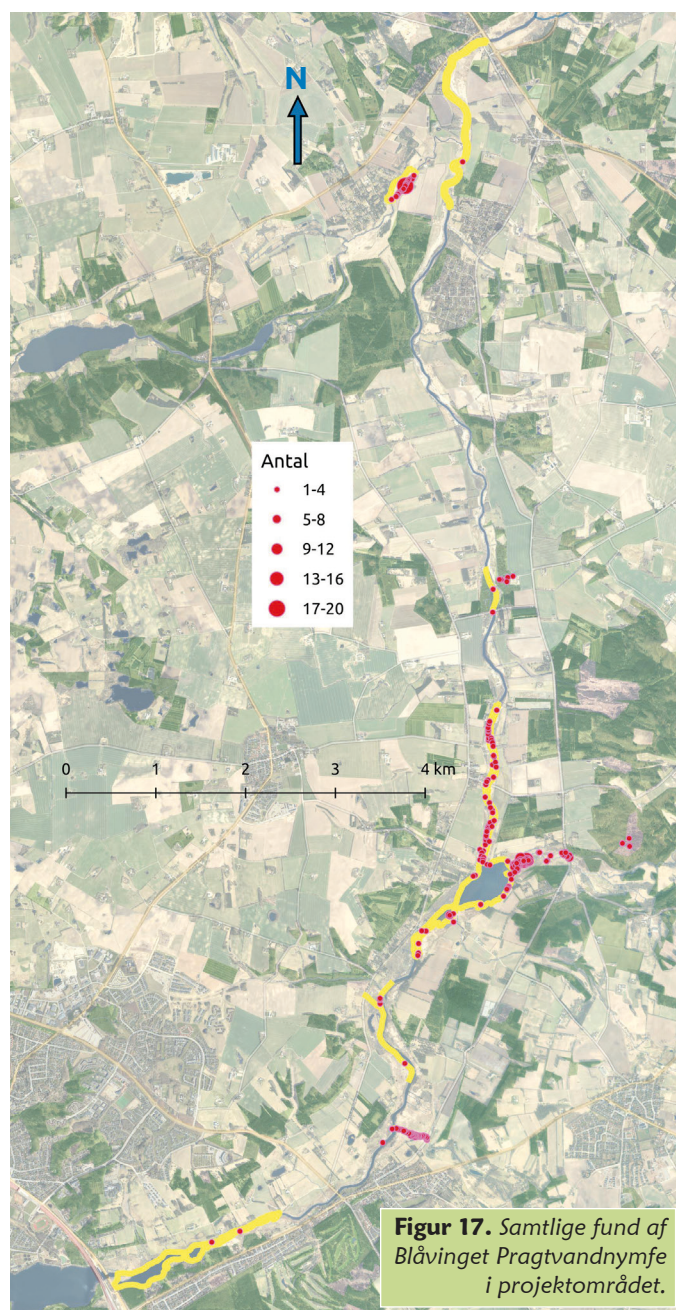 N
Antal
1-4
5-8
9-12
13-16
17-20
0 1 2 3 4 km
Figur 17. Samtlige fund af
Blåvinget Pragtvandnymfe
i projektområdet.